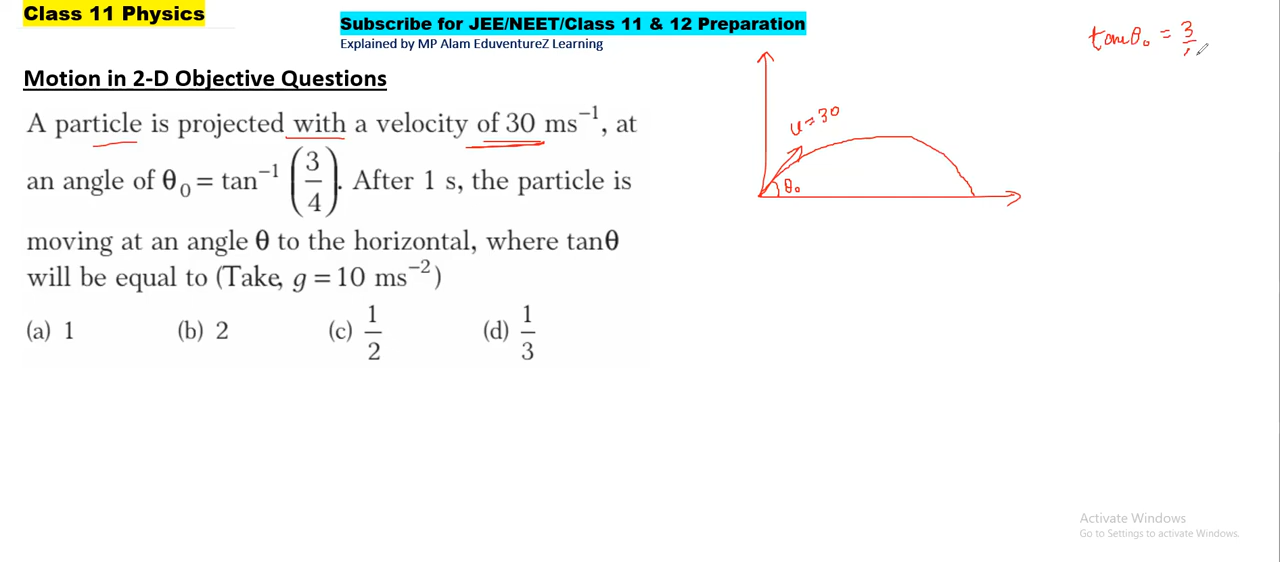 Class 11 Physics
Subscribe for JEE/NEET/Class 11 & 12 Preparation
Explained by MP Alam EduventureZ Learning
tanθ₀ = 3/
Motion in 2-D Objective Questions
A particle is projected with a velocity of 30 ms⁻¹, at
an angle of θ₀ = tan⁻¹ (3/4). After 1 s, the particle is
moving at an angle θ to the horizontal, where tanθ
will be equal to (Take, g = 10 ms⁻²)
(a) 1 (b) 2 (c) 1/2 (d) 1/3
u=30
θ₀
Activate Windows
Go to Settings to activate Windows.